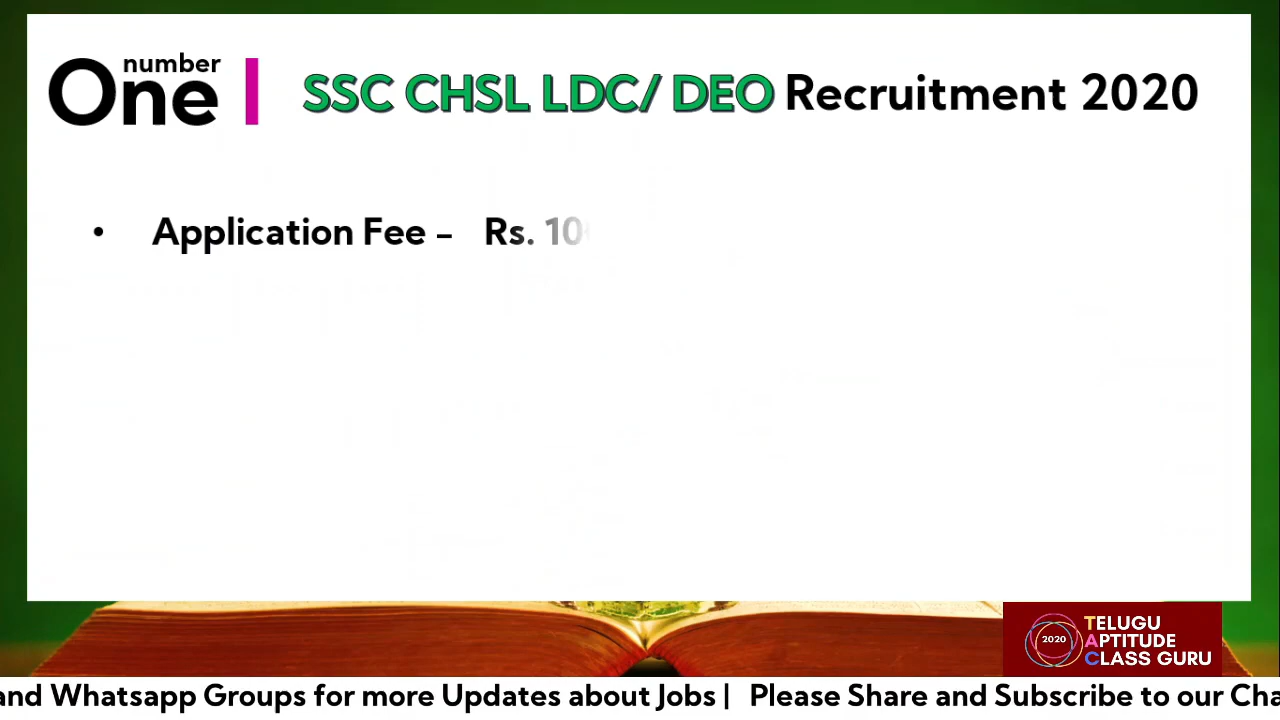 number
One
SSC CHSL LDC/ DEO Recruitment 2020
• Application Fee – Rs. 10
2020
TELUGU
APTITUDE
CLASS GURU
and Whatsapp Groups for more Updates about Jobs | Please Share and Subscribe to our Cha